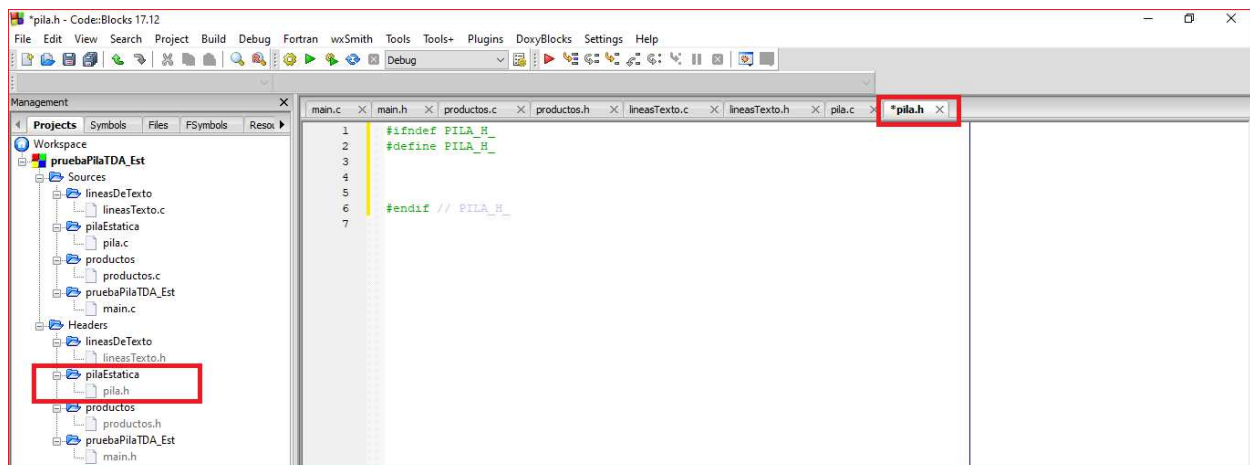 *pila.h - Code::Blocks 17.12
File Edit View Search Project Build Debug Fortran wxSmith Tools Tools+ Plugins DoxyBlocks Settings Help
Debug
Management
Projects Symbols Files FSymbols Resou
main.c main.h productos.c productos.h lineasTexto.c lineasTexto.h pila.c *pila.h
Workspace
pruebaPilaTDA_Est
Sources
lineasDeTexto
lineasTexto.c
pilaEstatica
pila.c
productos
productos.c
pruebaPilaTDA_Est
main.c
Headers
lineasDeTexto
lineasTexto.h
pilaEstatica
pila.h
productos
productos.h
pruebaPilaTDA_Est
main.h
1 #ifndef PILA_H_
2 #define PILA_H_
3
4
5
6 #endif // PILA_H_
7